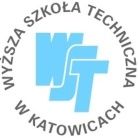 WYŻSZA SZKOŁA TECHNICZNA
WST
W KATOWICACH